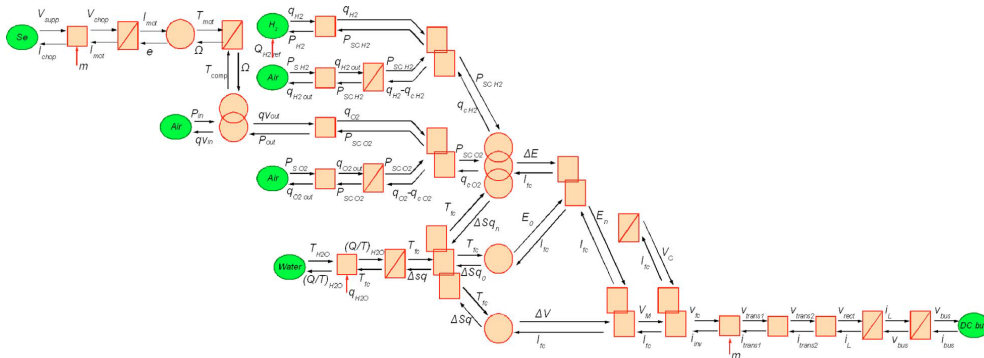 Se
V_supp
I_chop
m
V_chop
I_mot
I_mot
e
T_mot
Ω
T_comp
Ω
H_2
Q_H2ref
q_H2
P_H2
q_H2
P_SC H2
Air
P_S H2
q_H2 out
q_H2 out
P_SC H2
P_SC H2
q_H2-q_c H2
P_SC H2
q_c H2
Air
P_in
qv_in
qv_out
P_out
q_O2
P_SC O2
Air
P_S O2
q_O2 out
q_O2 out
P_SC O2
P_SC O2
q_O2-q_c O2
P_SC O2
q_c O2
ΔE
I_fc
T_fc
ΔSq_n
E_0
I_fc
E_n
I_fc
V_C
I_fc
Water
T_H2O
(Q/T)_H2O
q_H2O
(Q/T)_H2O
T_fc
T_fc
Δsq
T_fc
ΔSq_0
T_fc
ΔSq
ΔV
I_fc
V_M
I_fc
v_fc
i_trans1
v_trans1
i_trans1
m
v_trans2
i_trans2
v_rect
i_L
i_L
v_bus
v_bus
i_bus
DC bus